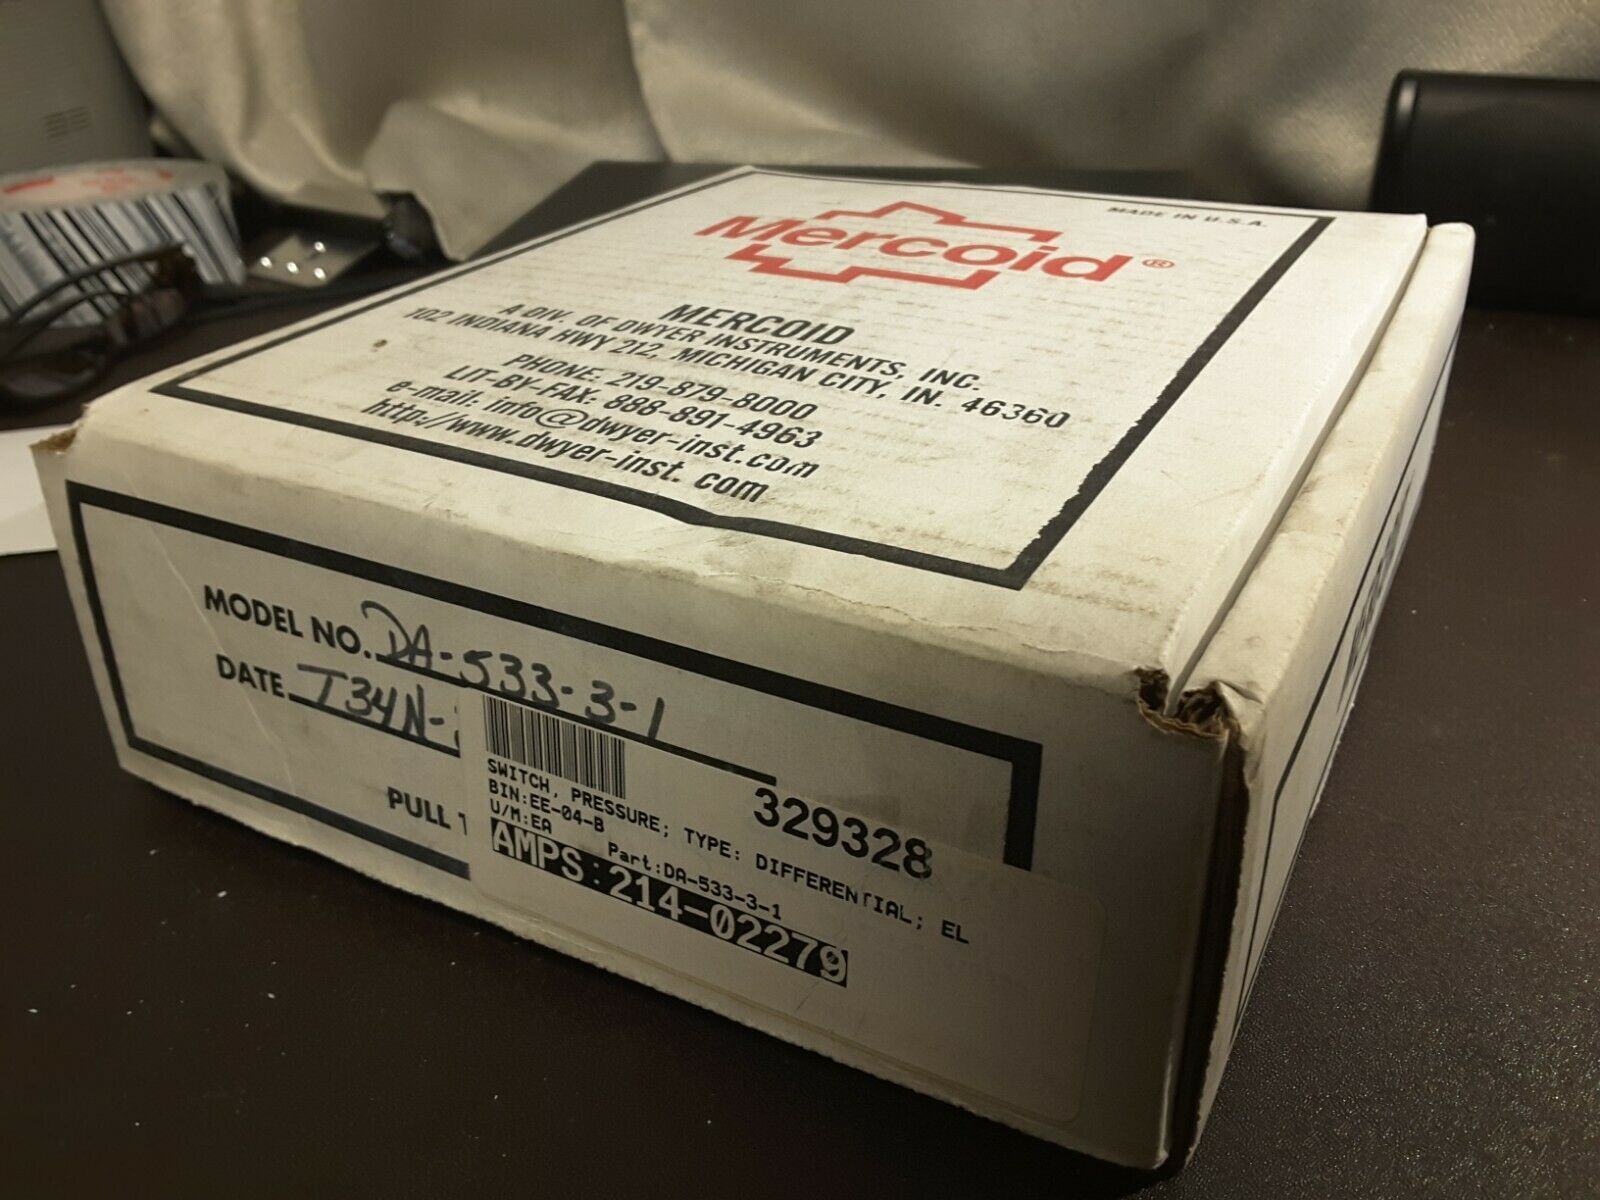 MADE IN U.S.A.
Mercoid®
MERCOID
A DIV. OF DWYER INSTRUMENTS, INC.
102 INDIANA HWY 212, MICHIGAN CITY, IN. 46360
PHONE: 219-879-8000
LIT-BY-FAX: 888-891-4963
e-mail: info@dwyer-inst.com
http://www.dwyer-inst. com
MODEL NO. DA-533-3-1
DATE T34N-
PULL
329328
SWITCH, PRESSURE; TYPE: DIFFERENTIAL; EL
BIN:EE-04-B
U/M:EA Part:DA-533-3-1
AMPS:214-02279